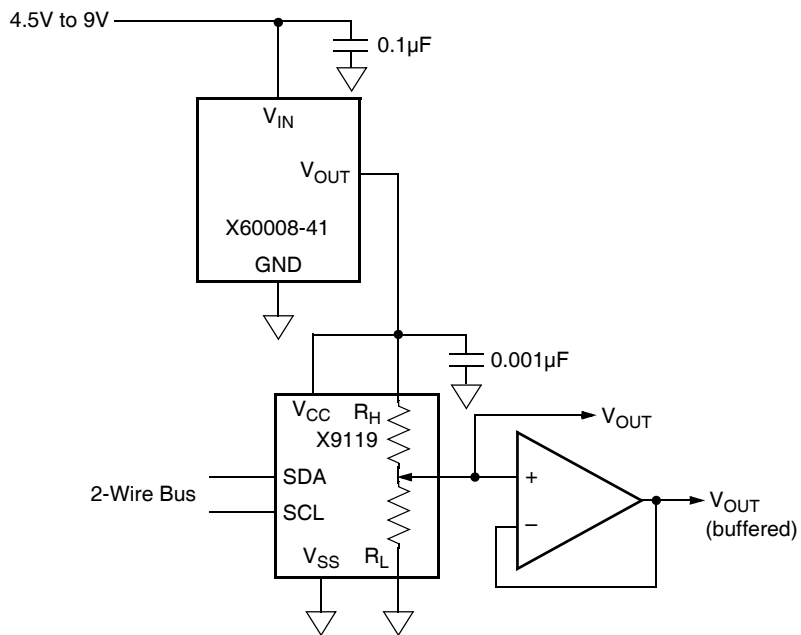 4.5V to 9V
0.1µF
V_IN
V_OUT
X60008-41
GND
0.001µF
V_CC R_H
X9119
V_OUT
2-Wire Bus
SDA
SCL
+
−
V_OUT
(buffered)
V_SS R_L